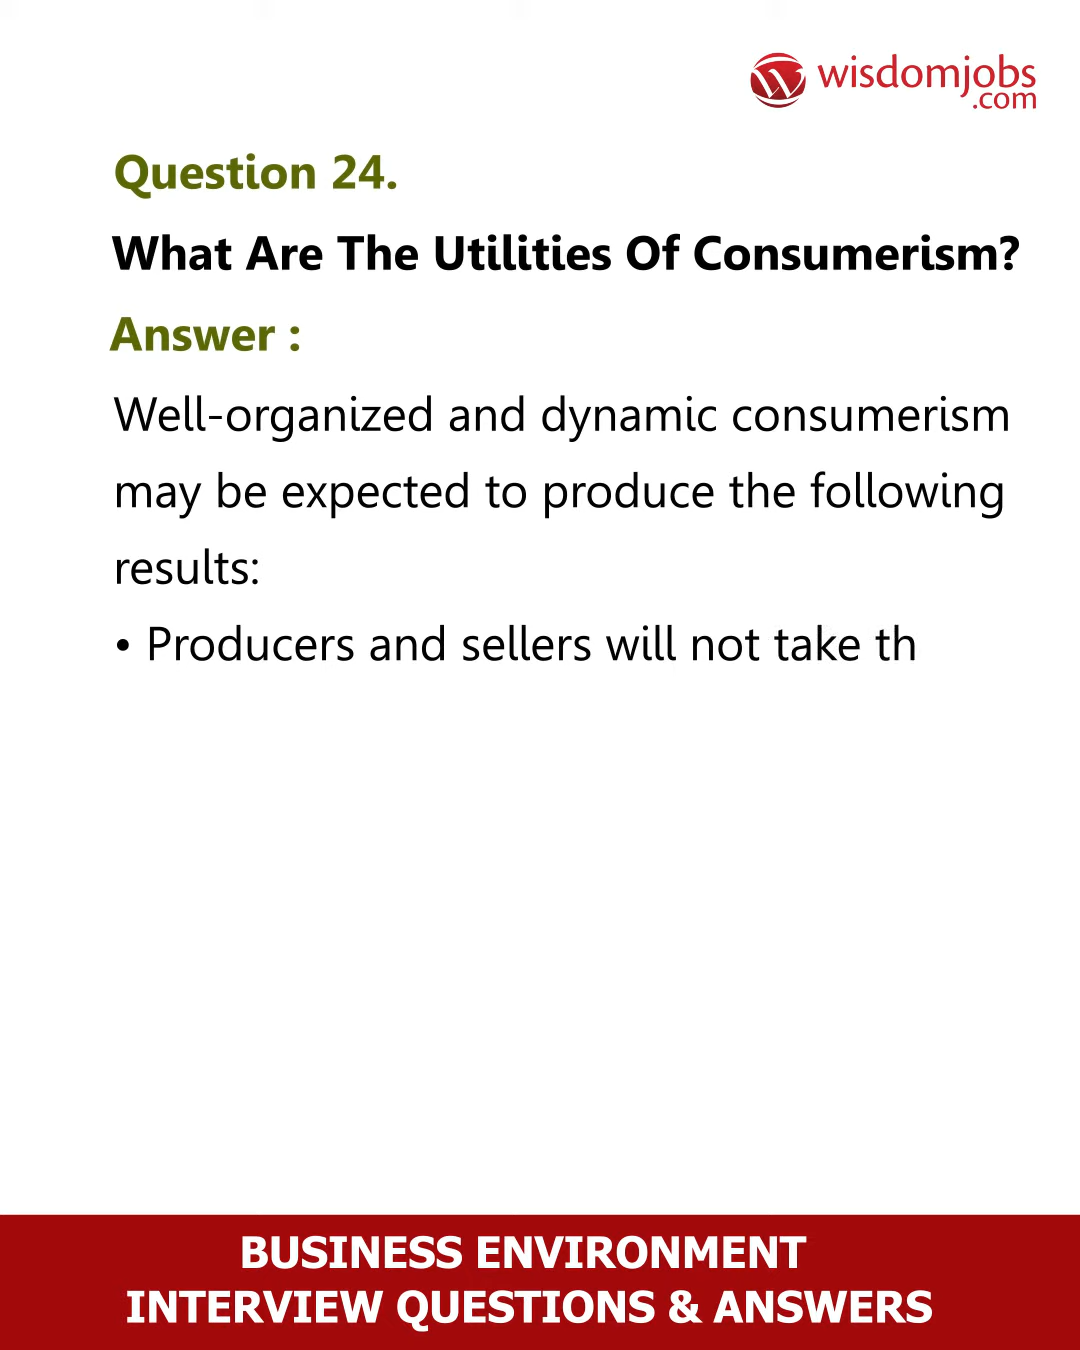 wisdomjobs
.com
Question 24.
What Are The Utilities Of Consumerism?
Answer :
Well-organized and dynamic consumerism
may be expected to produce the following
results:
• Producers and sellers will not take th
BUSINESS ENVIRONMENT
INTERVIEW QUESTIONS & ANSWERS